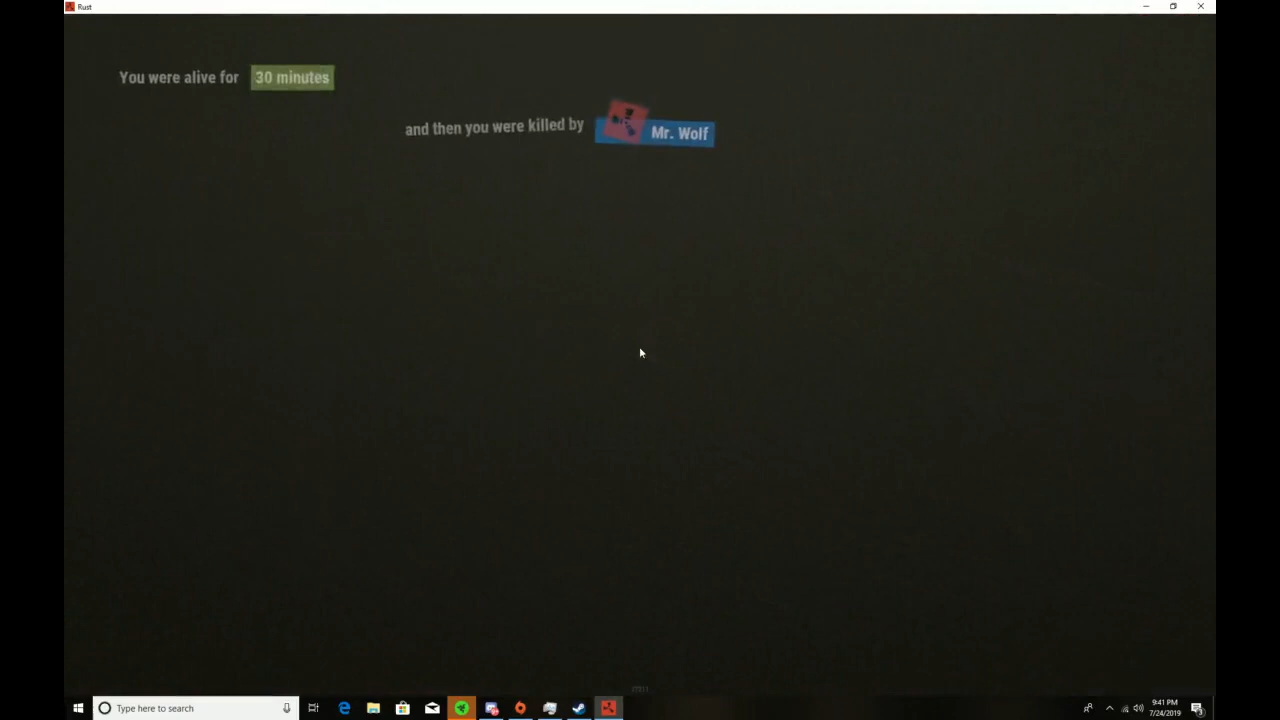 Rust
You were alive for 30 minutes
and then you were killed by Mr. Wolf
Type here to search
9:41 PM
7/24/2019